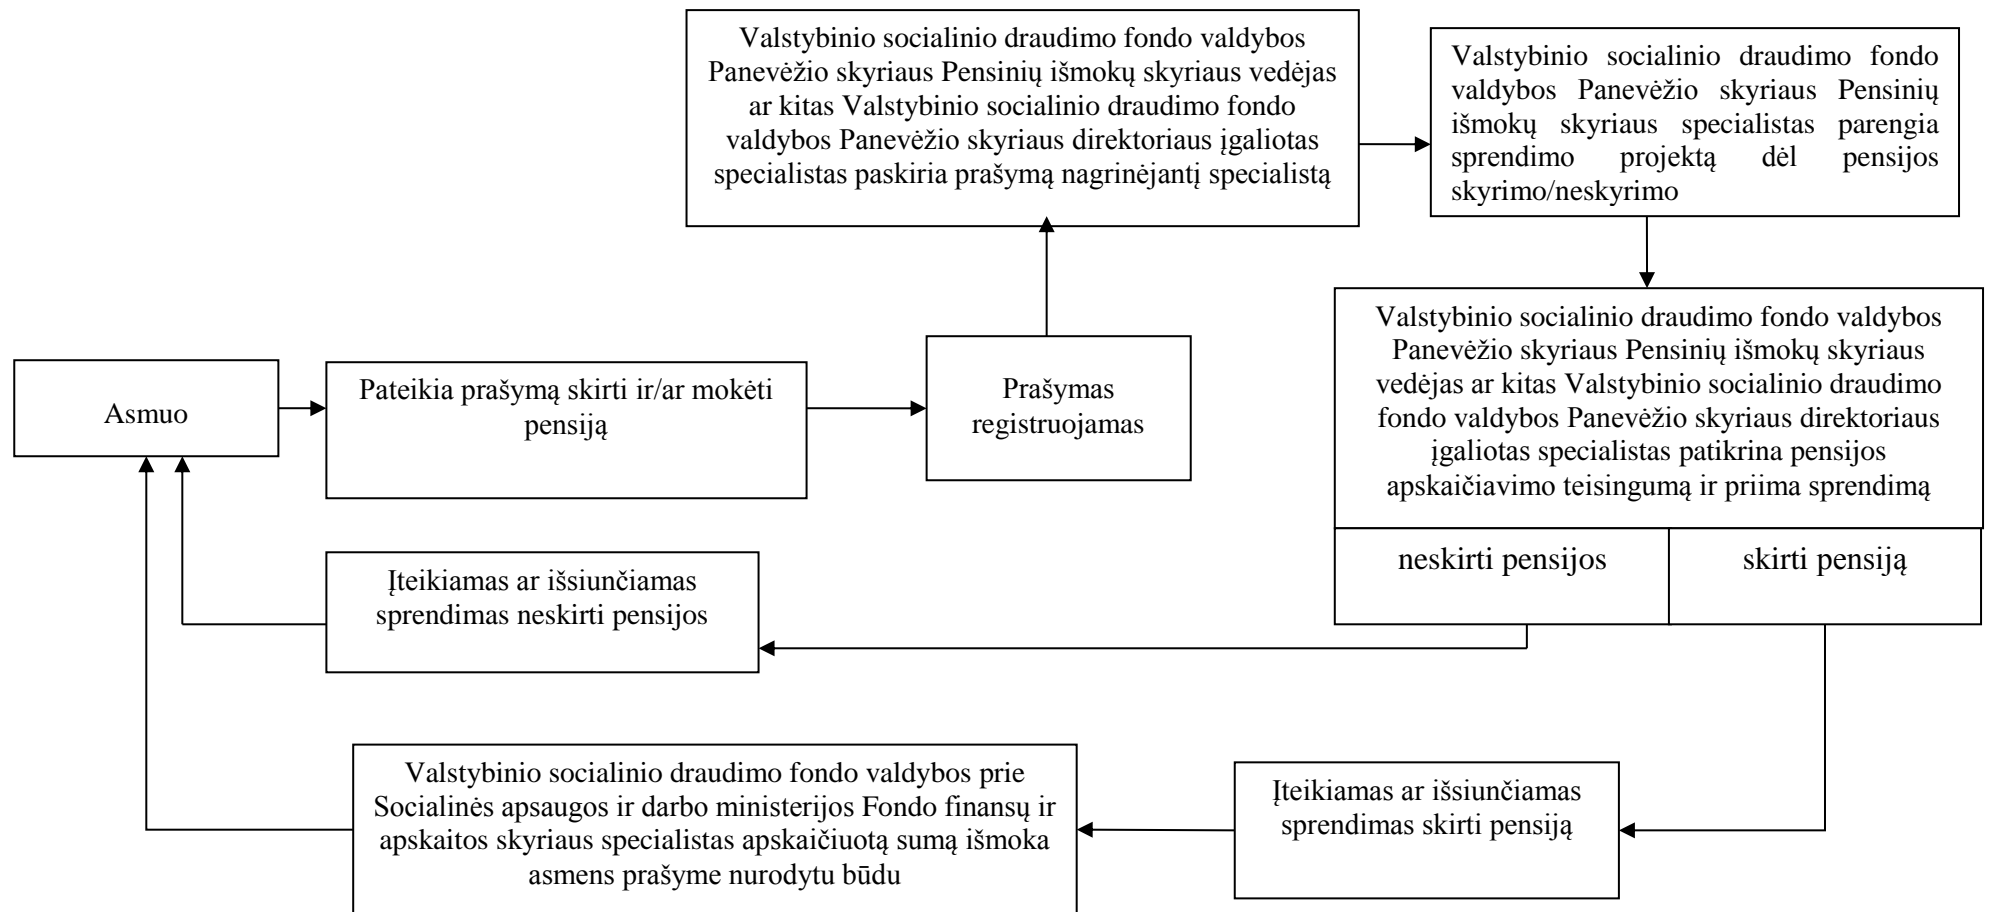 Valstybinio socialinio draudimo fondo valdybos
Panevėžio skyriaus Pensinių išmokų skyriaus vedėjas
ar kitas Valstybinio socialinio draudimo fondo
valdybos Panevėžio skyriaus direktoriaus įgaliotas
specialistas paskiria prašymą nagrinėjantį specialistą
Valstybinio socialinio draudimo fondo
valdybos Panevėžio skyriaus Pensinių
išmokų skyriaus specialistas parengia
sprendimo projektą dėl pensijos
skyrimo/neskyrimo
Asmuo
Pateikia prašymą skirti ir/ar mokėti
pensiją
Prašymas
registruojamas
Valstybinio socialinio draudimo fondo valdybos
Panevėžio skyriaus Pensinių išmokų skyriaus
vedėjas ar kitas Valstybinio socialinio draudimo
fondo valdybos Panevėžio skyriaus direktoriaus
įgaliotas specialistas patikrina pensijos
apskaičiavimo teisingumą ir priima sprendimą
neskirti pensijos
skirti pensiją
Įteikiamas ar išsiunčiamas
sprendimas neskirti pensijos
Valstybinio socialinio draudimo fondo valdybos prie
Socialinės apsaugos ir darbo ministerijos Fondo finansų ir
apskaitos skyriaus specialistas apskaičiuotą sumą išmoka
asmens prašyme nurodytu būdu
Įteikiamas ar išsiunčiamas
sprendimas skirti pensiją